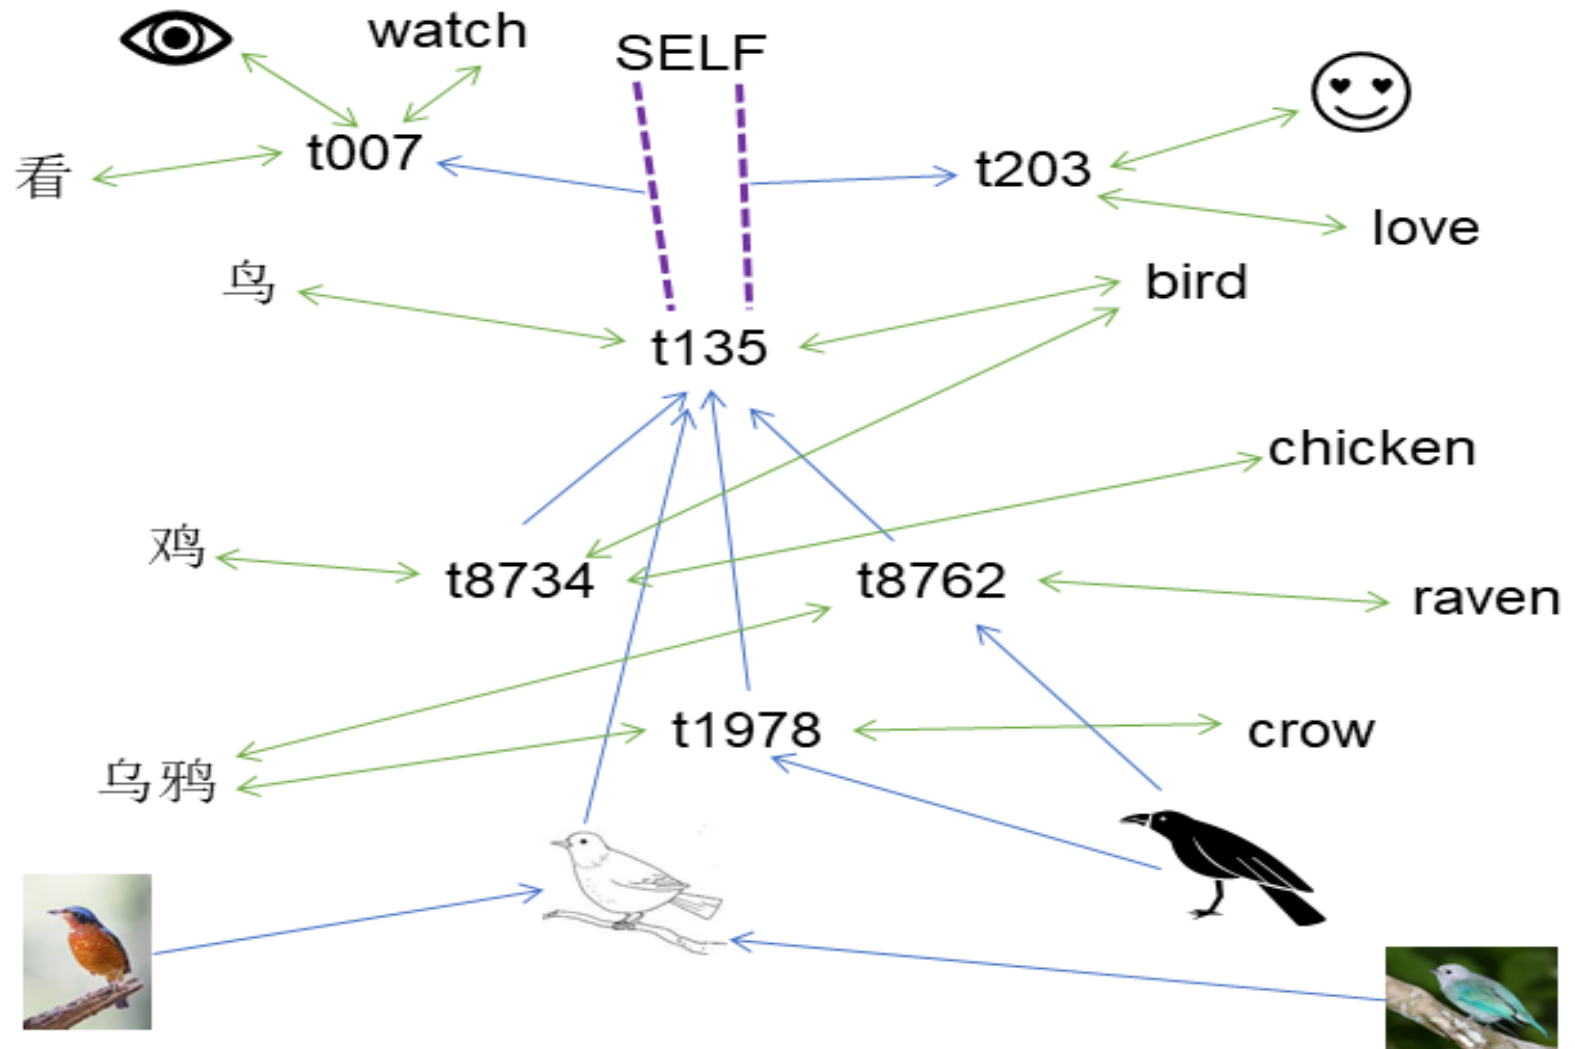 watch
SELF
t007
看
t203
love
鸟
bird
t135
chicken
鸡
t8734
t8762
raven
t1978
crow
乌鸦